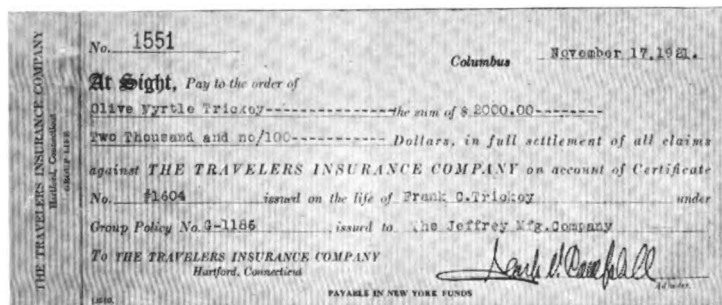 THE TRAVELERS INSURANCE COMPANY
Hartford, Connecticut
GROUP LIFE
No. 1551
Columbus November 17,1921.
At Sight, Pay to the order of
Olive Myrtle Trickey------------------the sum of $ 2000.00--------
Two Thousand and no/100------------ Dollars, in full settlement of all claims
against THE TRAVELERS INSURANCE COMPANY on account of Certificate
No. #1604 issued on the life of Frank C.Trickey under
Group Policy No. G-1186 issued to The Jeffrey Mfg.Company
To THE TRAVELERS INSURANCE COMPANY
Hartford, Connecticut
Adjuster.
PAYABLE IN NEW YORK FUNDS